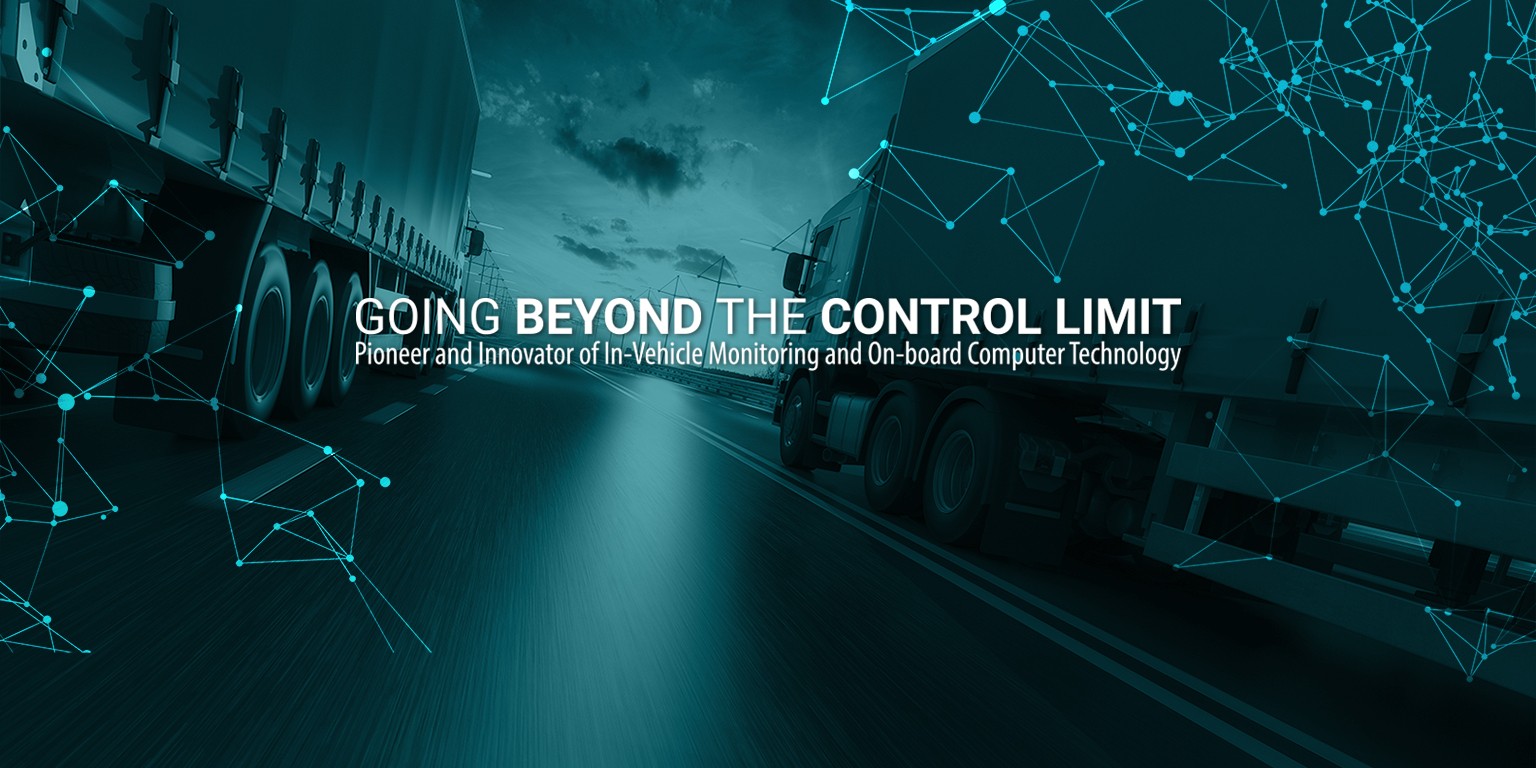 GOING BEYOND THE CONTROL LIMIT
Pioneer and Innovator of In-Vehicle Monitoring and On-board Computer Technology